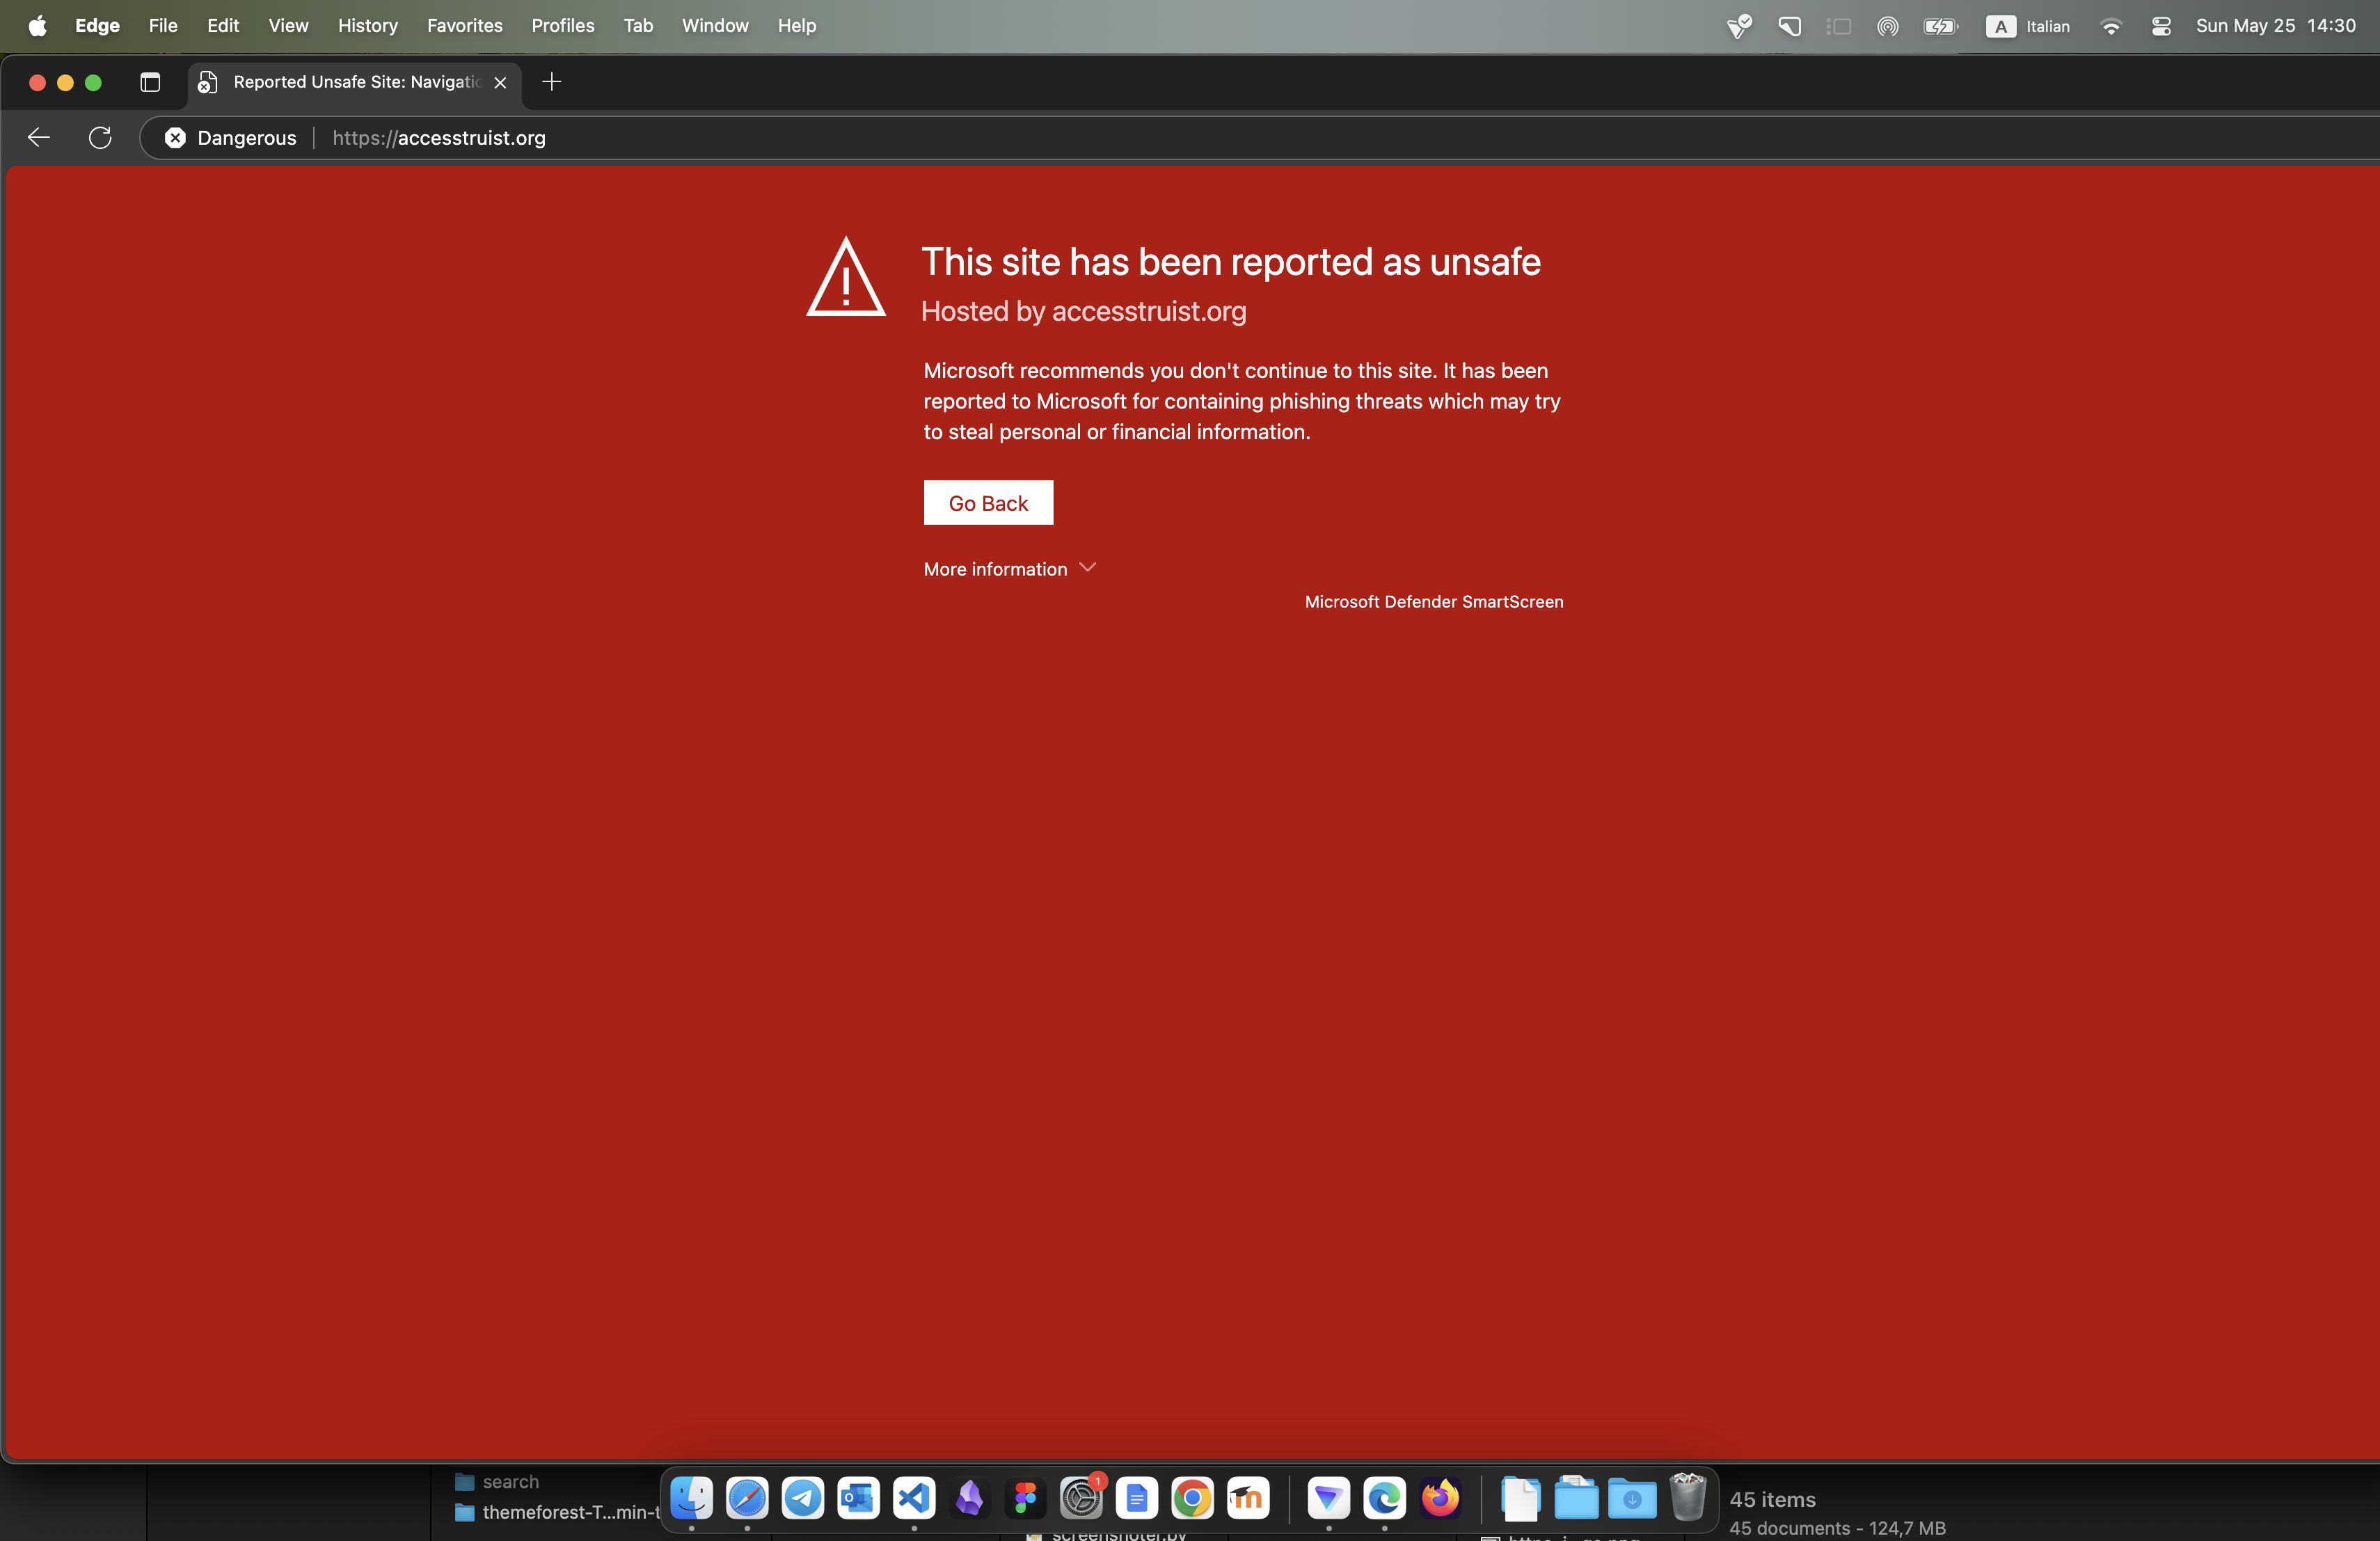 Edge File Edit View History Favorites Profiles Tab Window Help A Italian Sun May 25 14:30
Reported Unsafe Site: Navigatio
Dangerous https://accesstruist.org
This site has been reported as unsafe
Hosted by accesstruist.org
Microsoft recommends you don't continue to this site. It has been
reported to Microsoft for containing phishing threats which may try
to steal personal or financial information.
Go Back
More information
Microsoft Defender SmartScreen
search
1
themeforest-T...min-t
45 items
45 documents - 124,7 MB
screenshoter.py